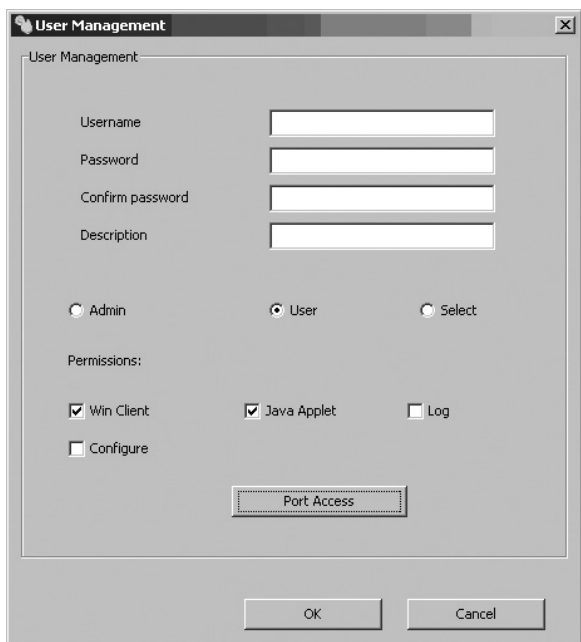 User Management
User Management
Username
Password
Confirm password
Description
Admin User Select
Permissions:
Win Client Java Applet Log
Configure
Port Access
OK Cancel